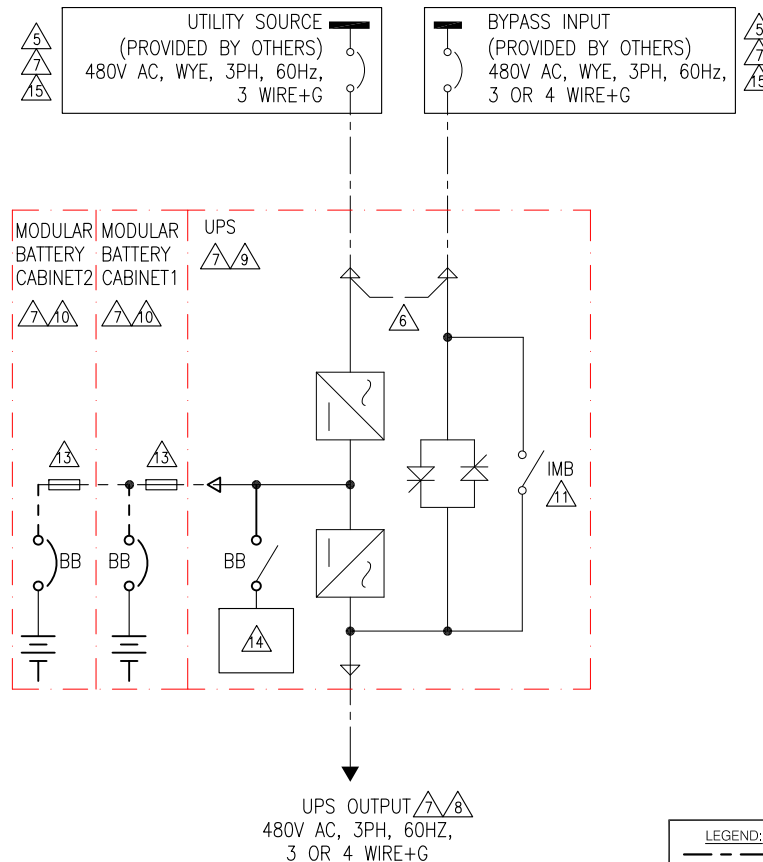 UTILITY SOURCE
(PROVIDED BY OTHERS)
480V AC, WYE, 3PH, 60Hz,
3 WIRE+G
5
7
15
BYPASS INPUT
(PROVIDED BY OTHERS)
480V AC, WYE, 3PH, 60Hz,
3 OR 4 WIRE+G
5
7
15
MODULAR
BATTERY
CABINET2
7 10
MODULAR
BATTERY
CABINET1
7 10
UPS
7 9
6
13
13
IMB
11
BB
BB
BB
14
UPS OUTPUT 7 8
480V AC, 3PH, 60HZ,
3 OR 4 WIRE+G
LEGEND: